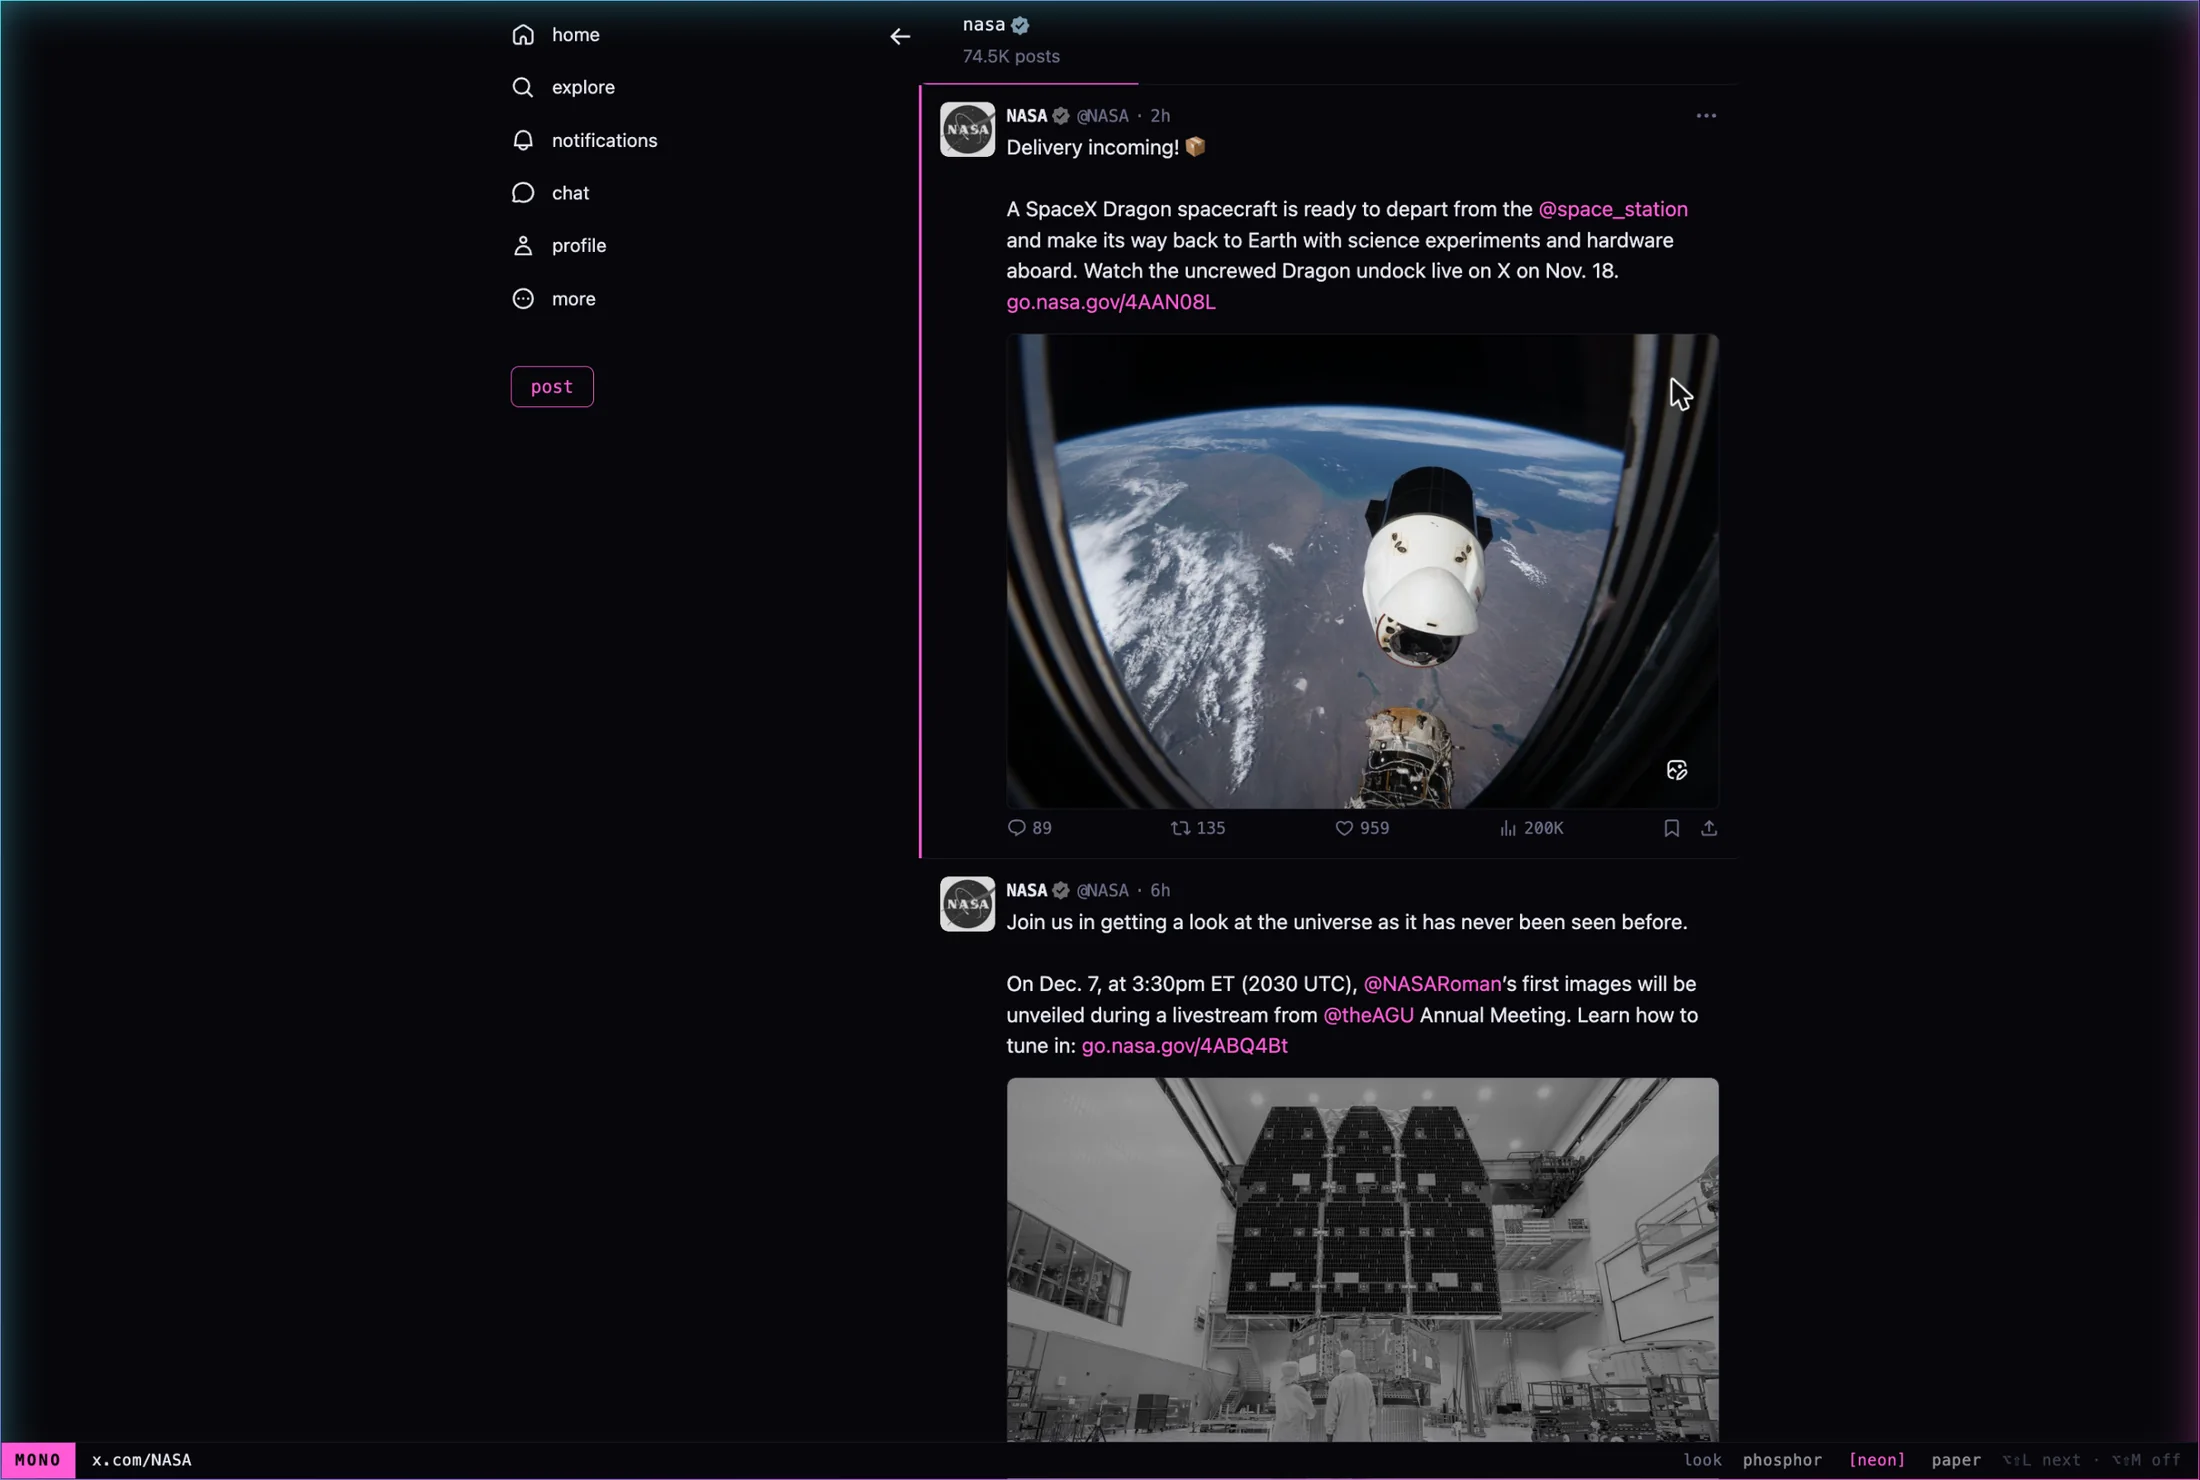 home
explore
notifications
chat
profile
more
post
nasa
74.5K posts
NASA @NASA · 2h
Delivery incoming! 📦
A SpaceX Dragon spacecraft is ready to depart from the @space_station
and make its way back to Earth with science experiments and hardware
aboard. Watch the uncrewed Dragon undock live on X on Nov. 18.
go.nasa.gov/4AAN08L
89 135 959 200K
NASA @NASA · 6h
Join us in getting a look at the universe as it has never been seen before.
On Dec. 7, at 3:30pm ET (2030 UTC), @NASARoman’s first images will be
unveiled during a livestream from @theAGU Annual Meeting. Learn how to
tune in: go.nasa.gov/4ABQ4Bt
MONO x.com/NASA look phosphor [neon] paper ⌥⇧L next · ⌥⇧M off
NASA
NASA